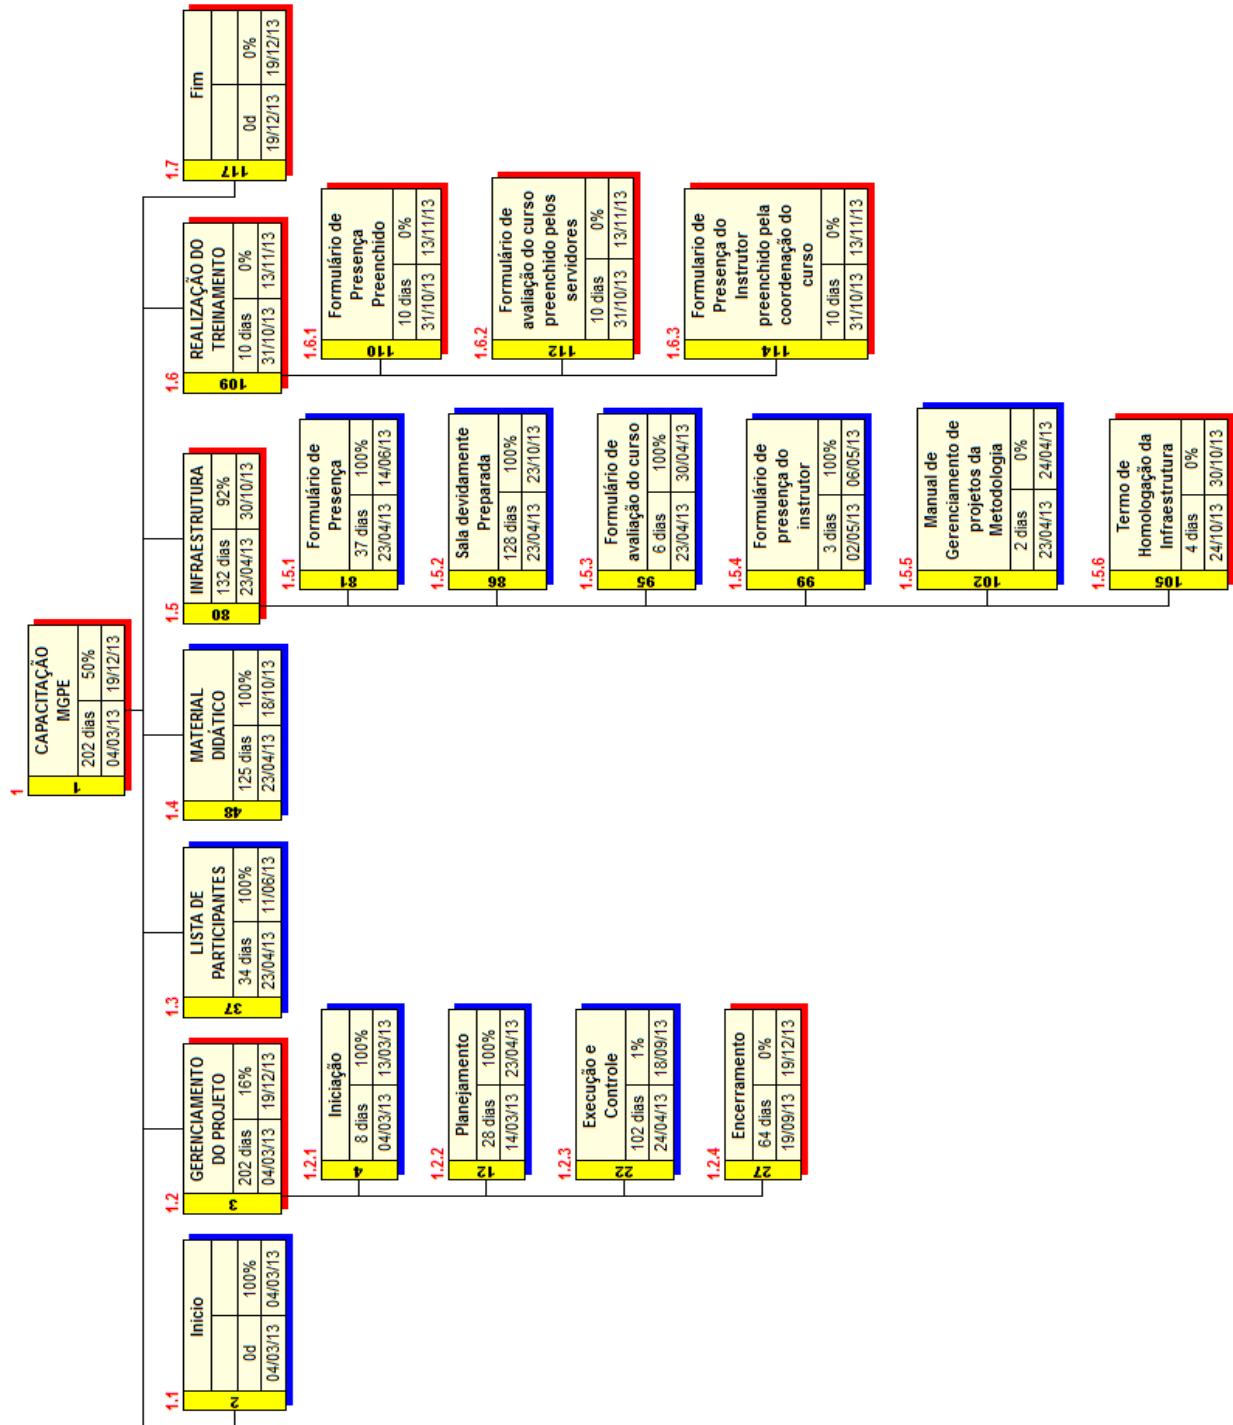 1
1
CAPACITAÇÃO
MGPE
202 dias 50%
04/03/13 19/12/13
1.1
2
Inicio
0d 100%
04/03/13 04/03/13
1.2
3
GERENCIAMENTO
DO PROJETO
202 dias 16%
04/03/13 19/12/13
1.2.1
4
Iniciação
8 dias 100%
04/03/13 13/03/13
1.2.2
12
Planejamento
28 dias 100%
14/03/13 23/04/13
1.2.3
22
Execução e
Controle
102 dias 1%
24/04/13 18/09/13
1.2.4
27
Encerramento
64 dias 0%
19/09/13 19/12/13
1.3
37
LISTA DE
PARTICIPANTES
34 dias 100%
23/04/13 11/06/13
1.4
48
MATERIAL
DIDÁTICO
125 dias 100%
23/04/13 18/10/13
1.5
80
INFRAESTRUTURA
132 dias 92%
23/04/13 30/10/13
1.5.1
81
Formulário de
Presença
37 dias 100%
23/04/13 14/06/13
1.5.2
86
Sala devidamente
Preparada
128 dias 100%
23/04/13 23/10/13
1.5.3
95
Formulário de
avaliação do curso
6 dias 100%
23/04/13 30/04/13
1.5.4
99
Formulário de
presença do
instrutor
3 dias 100%
02/05/13 06/05/13
1.5.5
102
Manual de
Gerenciamento de
projetos da
Metodologia
2 dias 0%
23/04/13 24/04/13
1.5.6
105
Termo de
Homologação da
Infraestrutura
4 dias 0%
24/10/13 30/10/13
1.6
109
REALIZAÇÃO DO
TREINAMENTO
10 dias 0%
31/10/13 13/11/13
1.6.1
110
Formulário de
Presença
Preenchido
10 dias 0%
31/10/13 13/11/13
1.6.2
112
Formulário de
avaliação do curso
preenchido pelos
servidores
10 dias 0%
31/10/13 13/11/13
1.6.3
114
Formulario de
Presença do
Instrutor
preenchido pela
coordenação do
curso
10 dias 0%
31/10/13 13/11/13
1.7
117
Fim
0d 0%
19/12/13 19/12/13